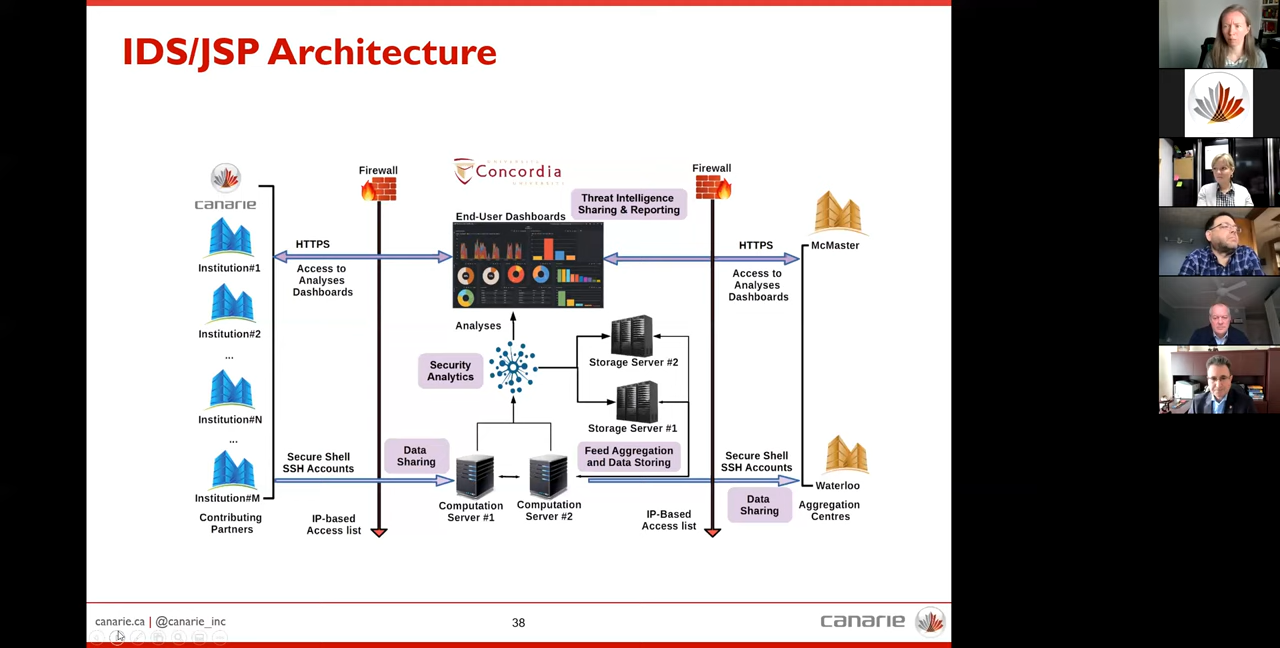 IDS/JSP Architecture
canarie
Institution#1
Institution#2
...
Institution#N
...
Institution#M
Contributing
Partners
HTTPS
Access to
Analyses
Dashboards
Secure Shell
SSH Accounts
IP-based
Access list
Firewall
UNIVERSITÉ
Concordia
UNIVERSITY
Threat Intelligence
Sharing & Reporting
End-User Dashboards
Analyses
Security
Analytics
Storage Server #2
Storage Server #1
Data
Sharing
Feed Aggregation
and Data Storing
Computation
Server #1
Computation
Server #2
Firewall
HTTPS
Access to
Analyses
Dashboards
Secure Shell
SSH Accounts
Data
Sharing
IP-Based
Access list
McMaster
Waterloo
Aggregation
Centres
canarie.ca | @canarie_inc
38
canarie